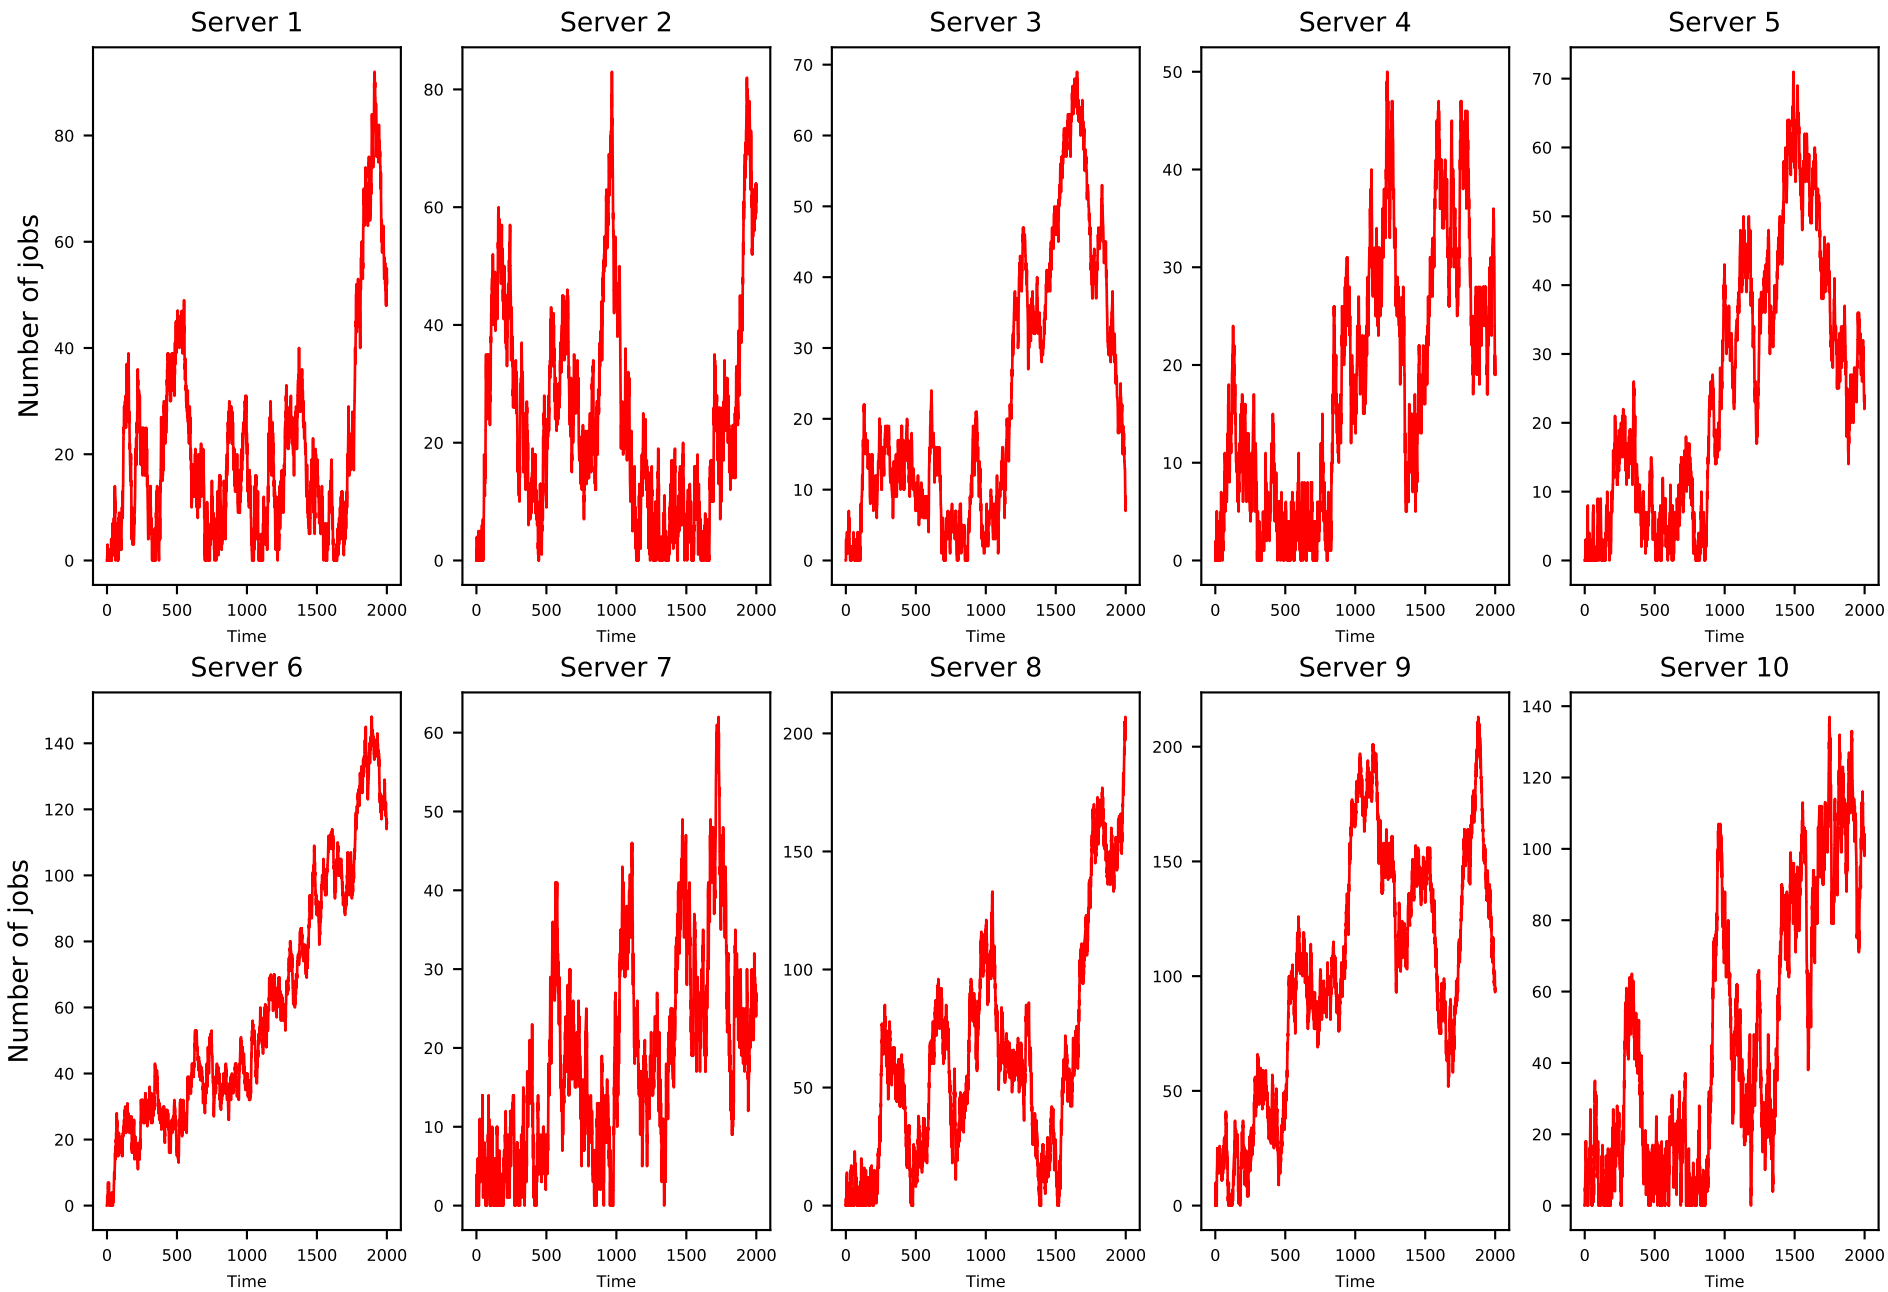 Server 1 Server 2 Server 3 Server 4 Server 5
Number of jobs
80 60 40 20 0
80 60 40 20 0
70 60 50 40 30 20 10 0
50 40 30 20 10 0
70 60 50 40 30 20 10 0
0 500 1000 1500 2000 0 500 1000 1500 2000 0 500 1000 1500 2000 0 500 1000 1500 2000 0 500 1000 1500 2000
Time Time Time Time Time
Server 6 Server 7 Server 8 Server 9 Server 10
Number of jobs
140 120 100 80 60 40 20 0
60 50 40 30 20 10 0
200 150 100 50 0
200 150 100 50 0
140 120 100 80 60 40 20 0
0 500 1000 1500 2000 0 500 1000 1500 2000 0 500 1000 1500 2000 0 500 1000 1500 2000 0 500 1000 1500 2000
Time Time Time Time Time